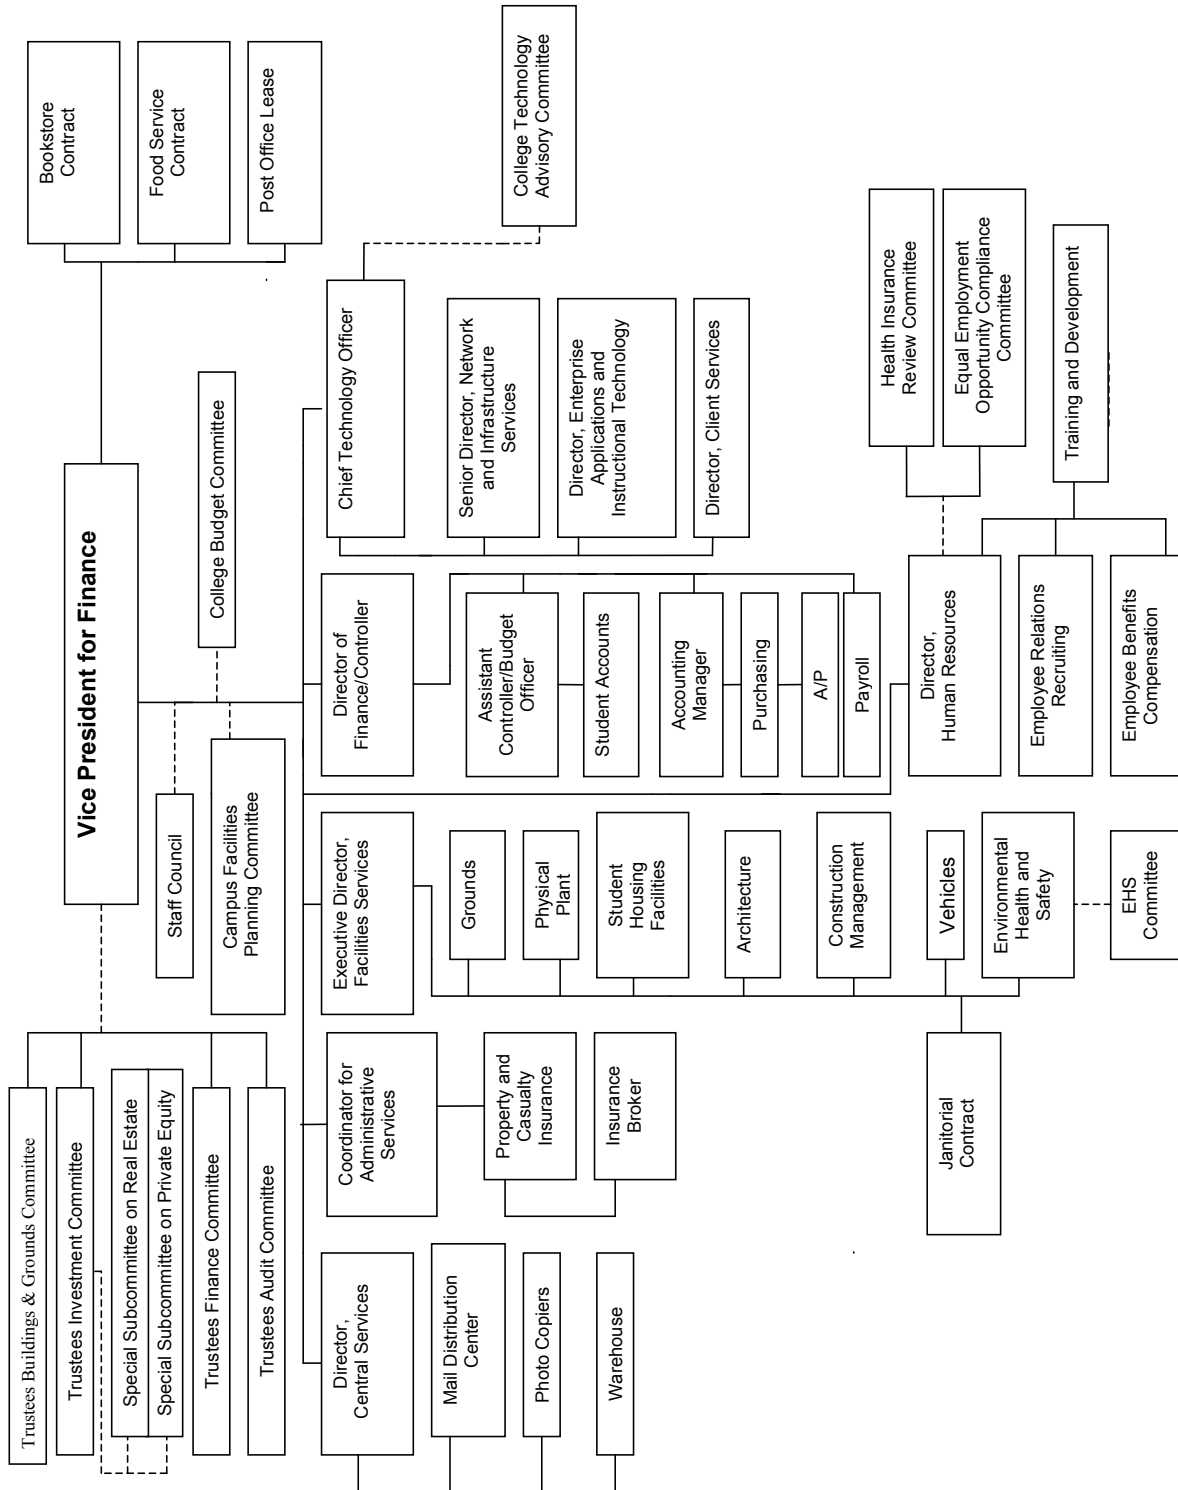 Vice President for Finance
Bookstore
Contract
Food Service
Contract
Post Office Lease
Trustees Buildings & Grounds Committee
Trustees Investment Committee
Special Subcommittee on Real Estate
Special Subcommittee on Private Equity
Trustees Finance Committee
Trustees Audit Committee
Staff Council
Campus Facilities
Planning Committee
College Budget Committee
Director,
Central Services
Mail Distribution
Center
Photo Copiers
Warehouse
Coordinator for
Administrative
Services
Property and
Casualty
Insurance
Insurance
Broker
Executive Director,
Facilities Services
Grounds
Physical
Plant
Student
Housing
Facilities
Architecture
Construction
Management
Vehicles
Environmental
Health and
Safety
EHS
Committee
Janitorial
Contract
Director of
Finance/Controller
Assistant
Controller/Budget
Officer
Student Accounts
Accounting
Manager
Purchasing
A/P
Payroll
Director,
Human Resources
Employee Relations
Recruiting
Employee Benefits
Compensation
Health Insurance
Review Committee
Equal Employment
Opportunity Compliance
Committee
Training and Development
Chief Technology Officer
Senior Director, Network
and Infrastructure
Services
Director, Enterprise
Applications and
Instructional Technology
Director, Client Services
College Technology
Advisory Committee